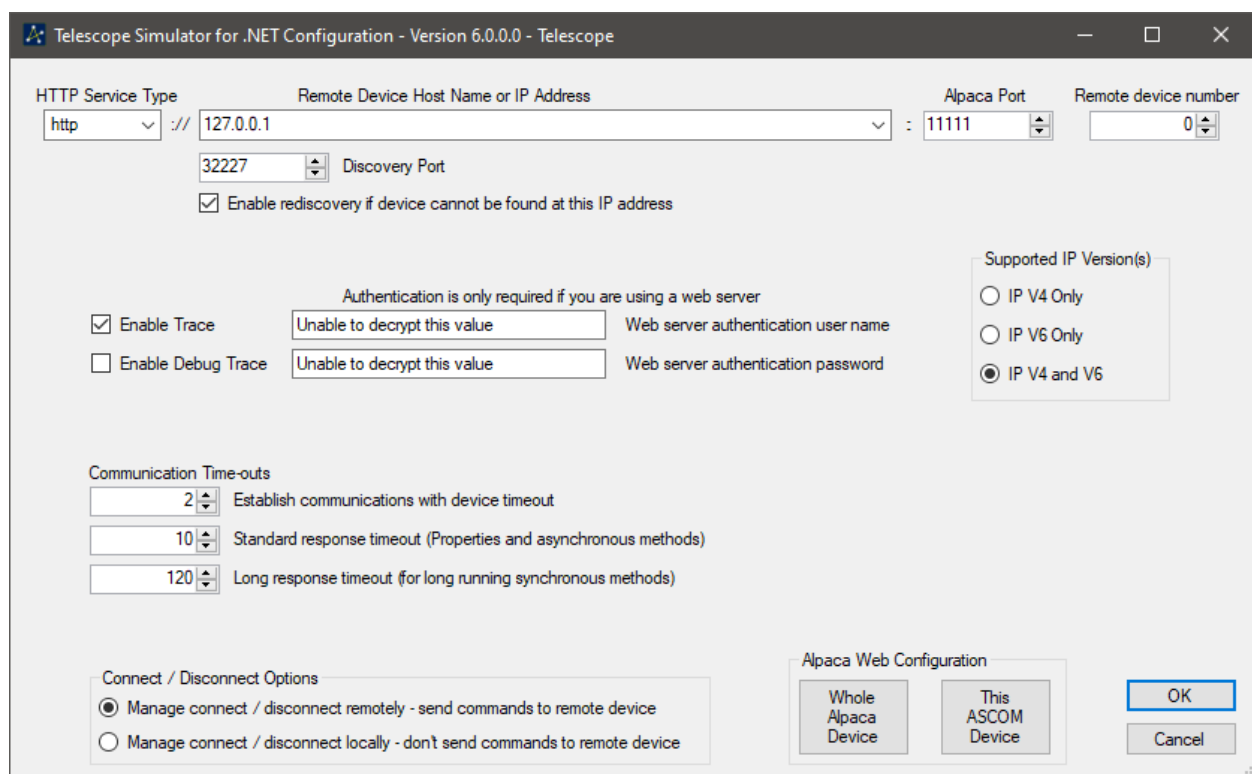 Telescope Simulator for .NET Configuration - Version 6.0.0.0 - Telescope
HTTP Service Type Remote Device Host Name or IP Address Alpaca Port Remote device number
http :// 127.0.0.1 : 11111 0
32227 Discovery Port
Enable rediscovery if device cannot be found at this IP address
Supported IP Version(s)
IP V4 Only
IP V6 Only
IP V4 and V6
Authentication is only required if you are using a web server
Enable Trace Unable to decrypt this value Web server authentication user name
Enable Debug Trace Unable to decrypt this value Web server authentication password
Communication Time-outs
2 Establish communications with device timeout
10 Standard response timeout (Properties and asynchronous methods)
120 Long response timeout (for long running synchronous methods)
Connect / Disconnect Options
Manage connect / disconnect remotely - send commands to remote device
Manage connect / disconnect locally - don't send commands to remote device
Alpaca Web Configuration
Whole
Alpaca
Device
This
ASCOM
Device
OK
Cancel